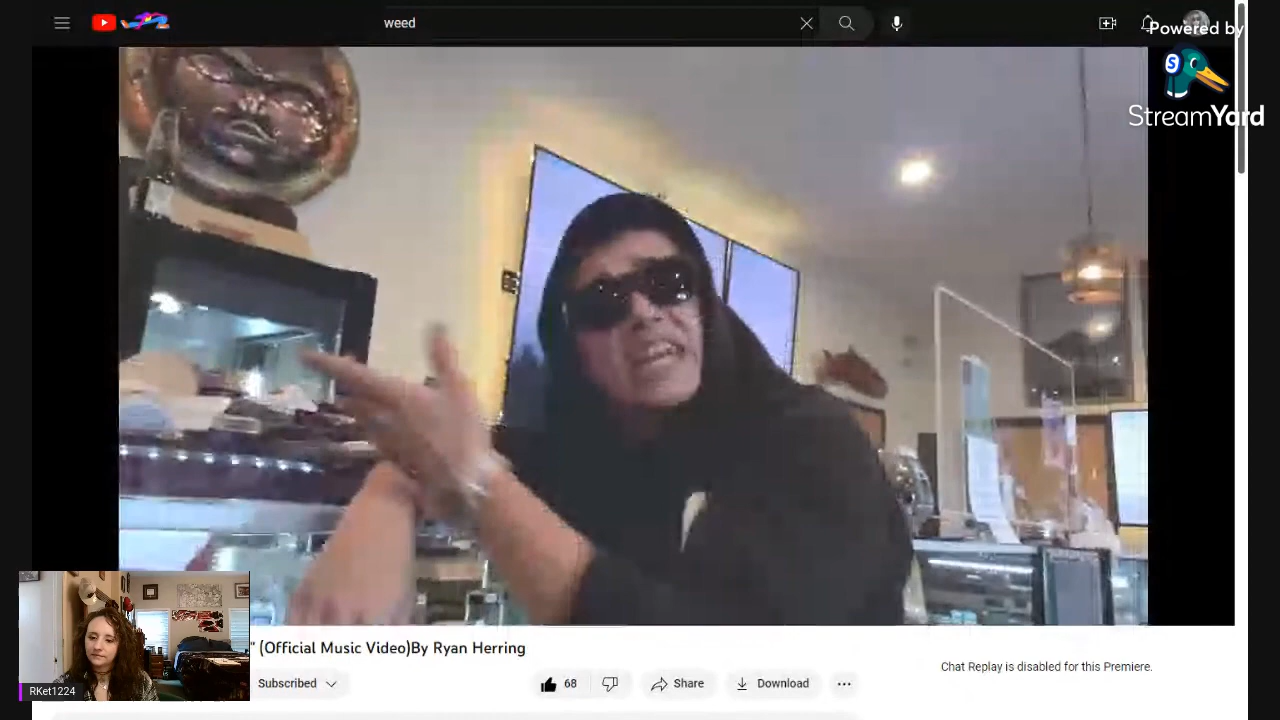 weed
Powered by
StreamYard
" (Official Music Video)By Ryan Herring
Chat Replay is disabled for this Premiere.
Subscribed
68
Share
Download
RKet1224